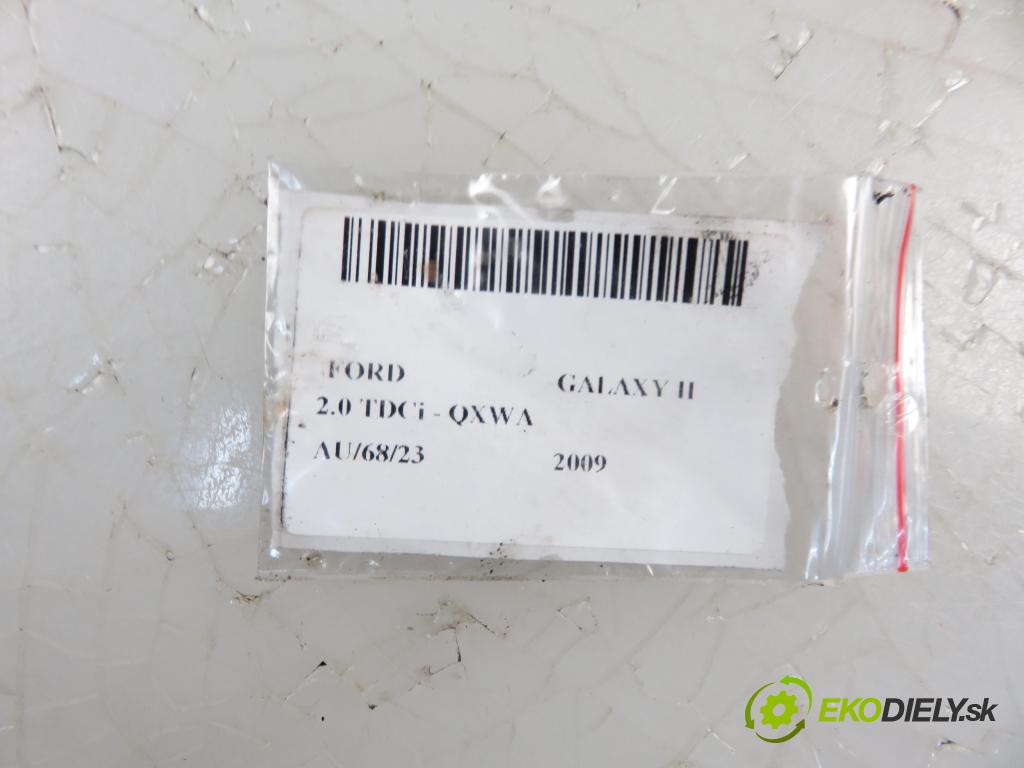 FORD GALAXY II
2.0 TDCi - QXWA
AU/68/23 2009
EKODIELY.sk